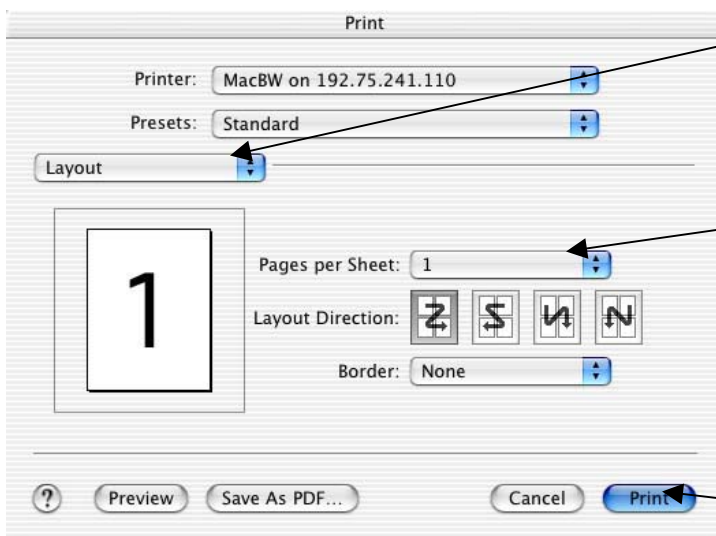 Print
Printer: MacBW on 192.75.241.110
Presets: Standard
Layout
1
Pages per Sheet: 1
Layout Direction:
Border: None
? Preview Save As PDF... Cancel Print